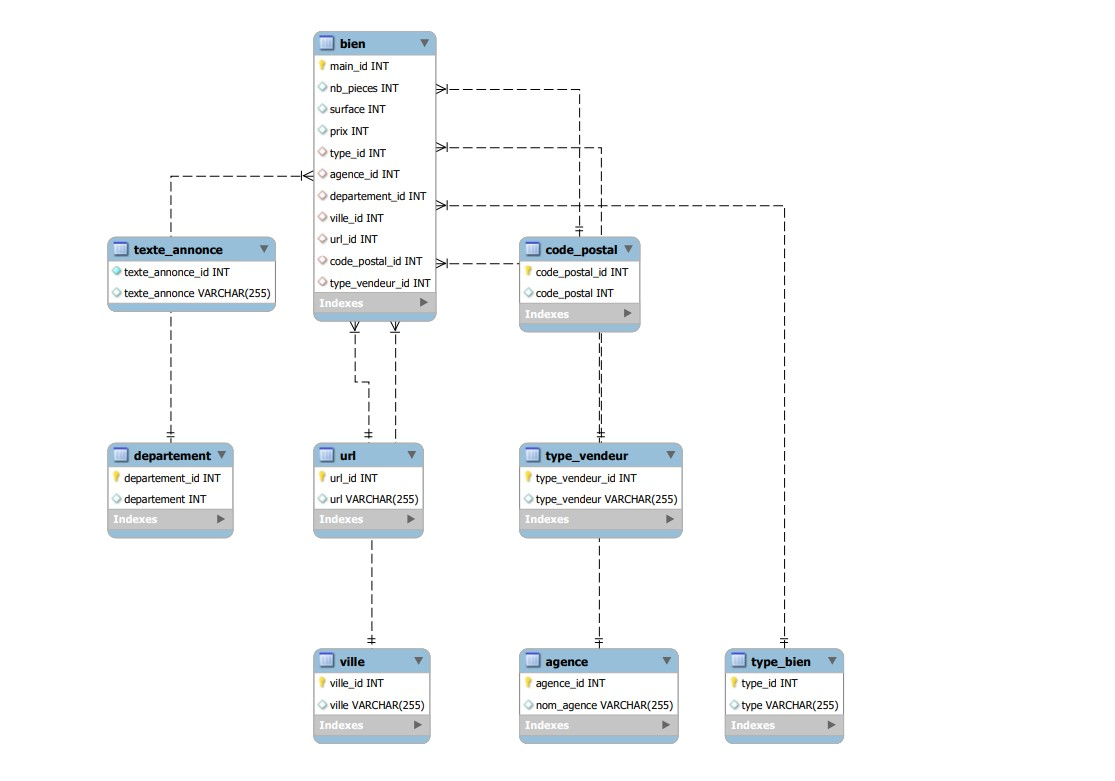 bien
main_id INT
nb_pieces INT
surface INT
prix INT
type_id INT
agence_id INT
departement_id INT
ville_id INT
url_id INT
code_postal_id INT
type_vendeur_id INT
Indexes
texte_annonce
texte_annonce_id INT
texte_annonce VARCHAR(255)
code_postal
code_postal_id INT
code_postal INT
Indexes
departement
departement_id INT
departement INT
Indexes
url
url_id INT
url VARCHAR(255)
Indexes
type_vendeur
type_vendeur_id INT
type_vendeur VARCHAR(255)
Indexes
ville
ville_id INT
ville VARCHAR(255)
Indexes
agence
agence_id INT
nom_agence VARCHAR(255)
Indexes
type_bien
type_id INT
type VARCHAR(255)
Indexes